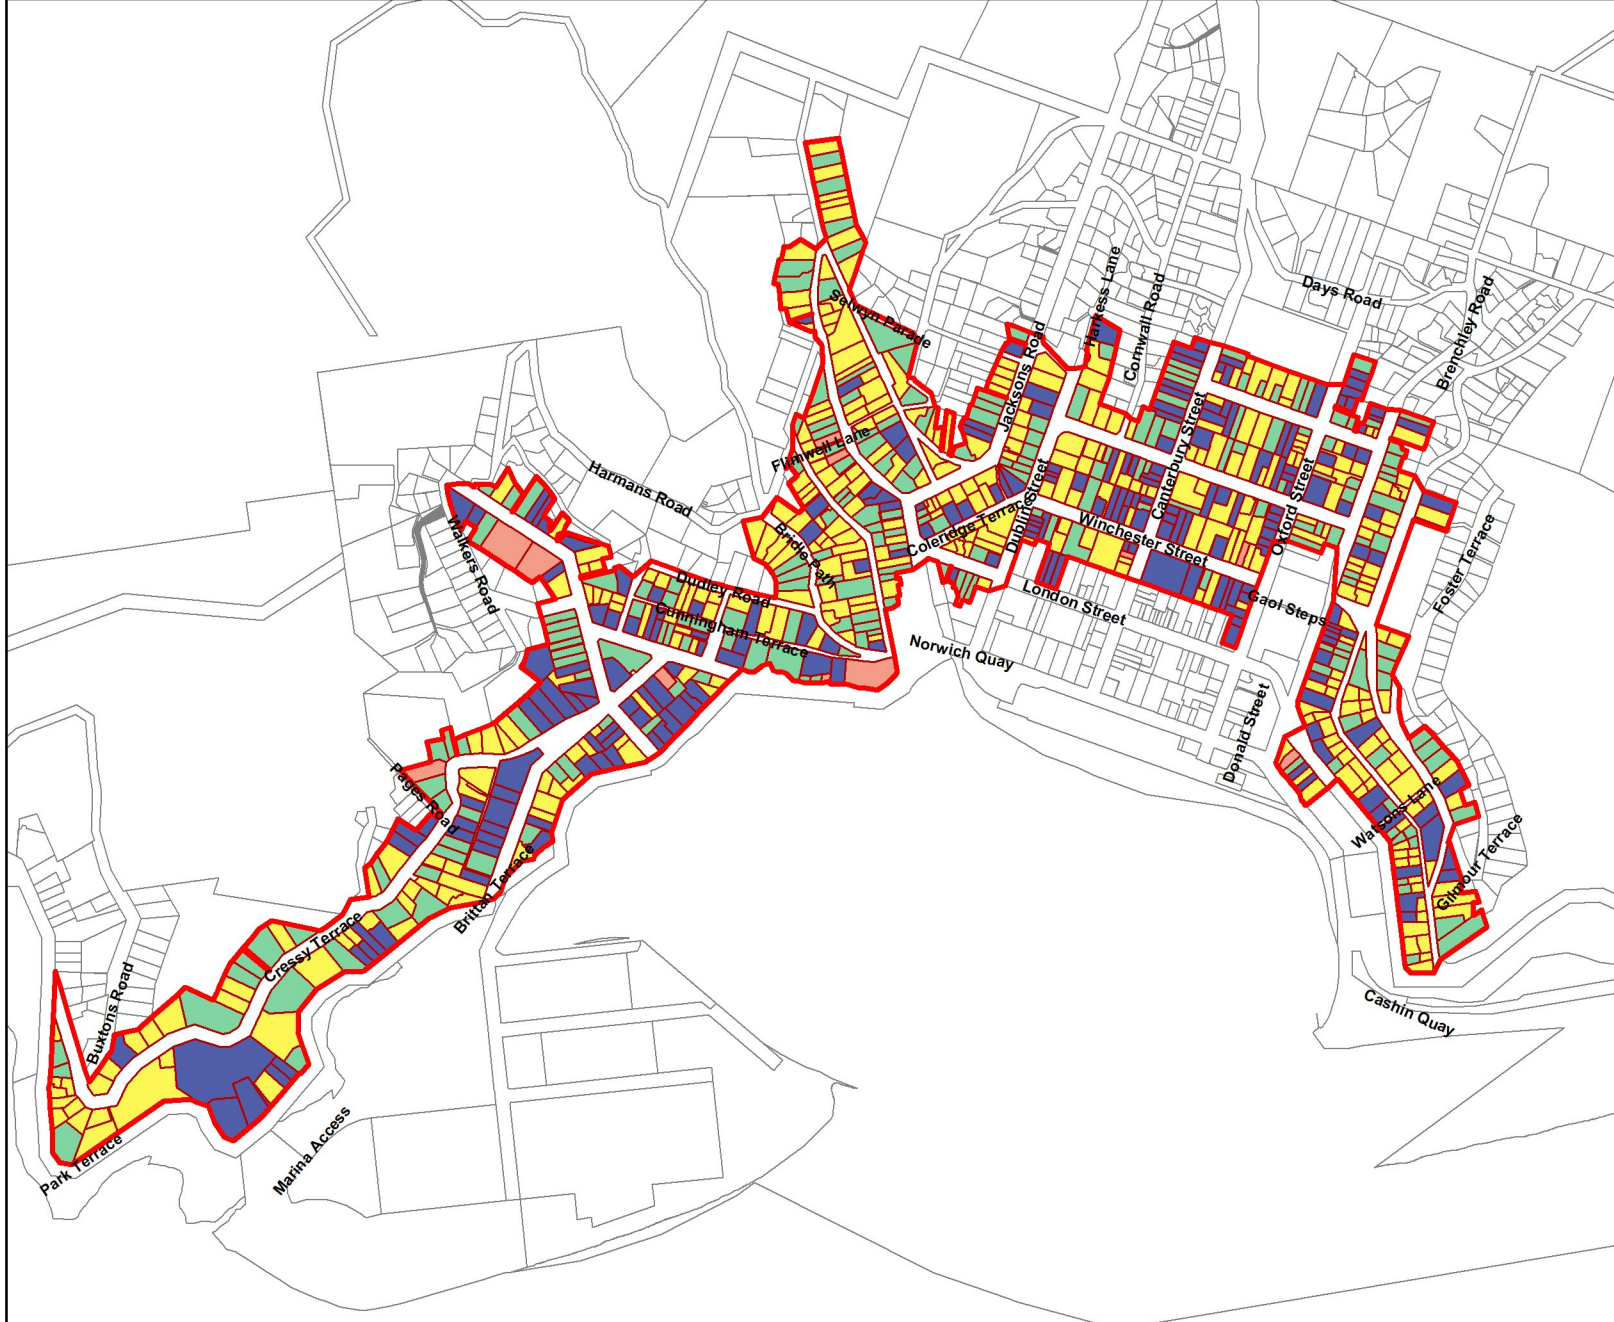 Selwyn Parade
Jacksons Road
Harkess Lane
Cornwall Road
Days Road
Brenchley Road
Flimwell Lane
Harmans Road
Canterbury Street
Oxford Street
Walkers Road
Bridle Path
Coleridge Terrace
Dublin Street
Winchester Street
Foster Terrace
Dudley Road
Cunningham Terrace
London Street
Gaol Steps
Norwich Quay
Donald Street
Pages Road
Watsons Lane
Gilmour Terrace
Brittan Terrace
Cressy Terrace
Buxtons Road
Cashin Quay
Marina Access
Park Terrace